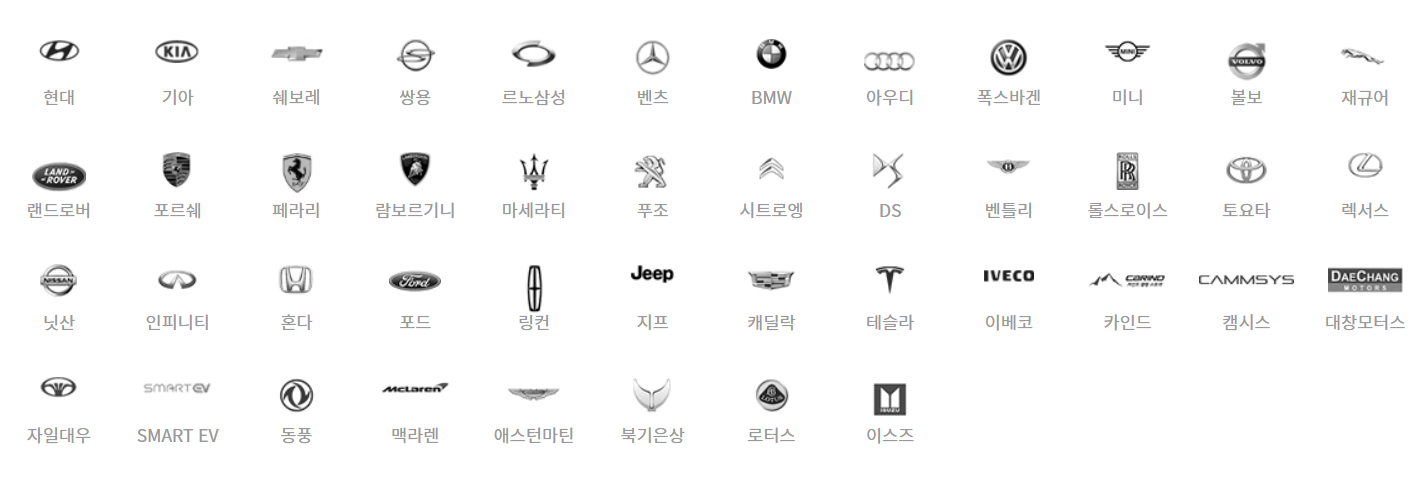 KIA
MINI
VOLVO
현대 기아 쉐보레 쌍용 르노삼성 벤츠 BMW 아우디 폭스바겐 미니 볼보 재규어
LAND
ROVER
ROLLS
RR
ROYCE
랜드로버 포르쉐 페라리 람보르기니 마세라티 푸조 시트로엥 DS 벤틀리 롤스로이스 토요타 렉서스
NISSAN Ford Jeep IVECO CARINO CAMMSYS DAECHANG
MOTORS
닛산 인피니티 혼다 포드 링컨 지프 캐딜락 테슬라 이베코 카인드 캠시스 대창모터스
SMART EV McLaren LOTUS ISUZU
자일대우 SMART EV 동풍 맥라렌 애스턴마틴 북기은상 로터스 이스즈